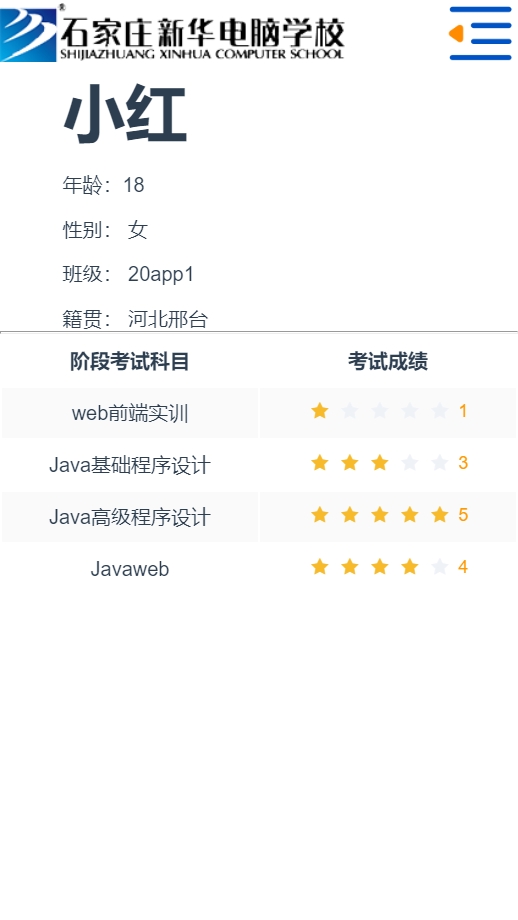 石家庄新华电脑学校®
SHIJIAZHUANG XINHUA COMPUTER SCHOOL
小红
年龄：18
性别： 女
班级： 20app1
籍贯： 河北邢台
阶段考试科目 考试成绩
web前端实训 1
Java基础程序设计 3
Java高级程序设计 5
Javaweb 4